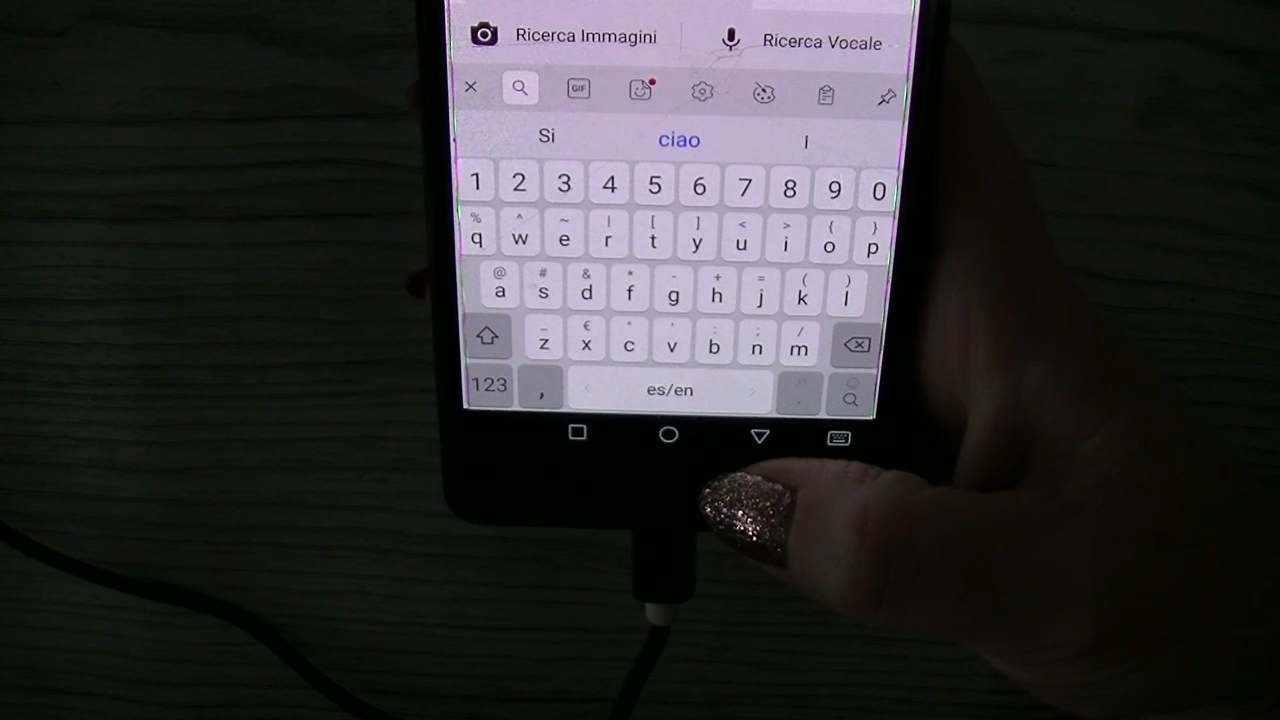 Ricerca Immagini Ricerca Vocale
GIF
Si ciao I
1 2 3 4 5 6 7 8 9 0
% ^ ~ | [ ] < > { }
q w e r t y u i o p
@ # & * - + = ( )
a s d f g h j k l
_ € " ' : ; /
z x c v b n m
123 , es/en .